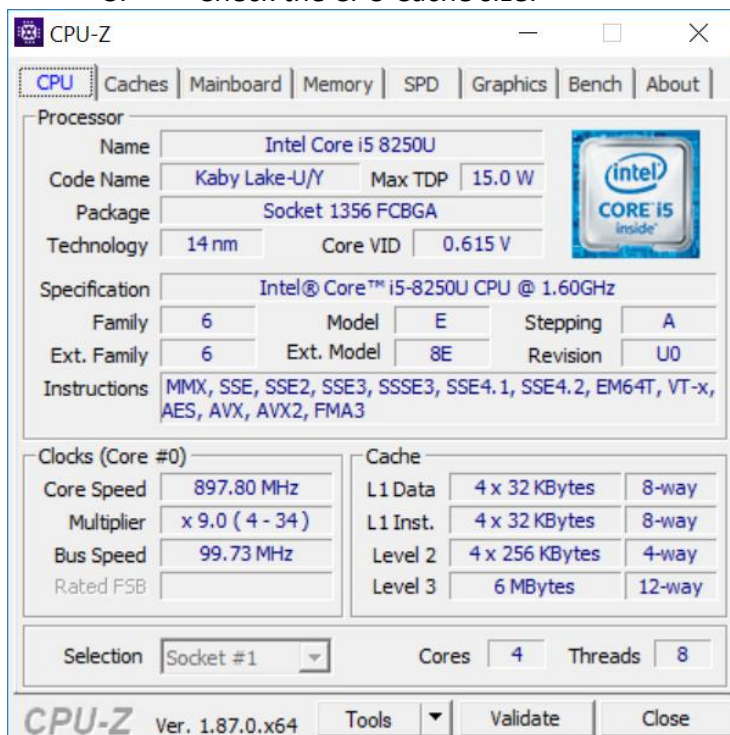 CPU-Z
CPU Caches Mainboard Memory SPD Graphics Bench About
Processor
Name Intel Core i5 8250U
Code Name Kaby Lake-U/Y Max TDP 15.0 W
Package Socket 1356 FCBGA
Technology 14 nm Core VID 0.615 V
(intel)
CORE i5
inside
Specification Intel® Core™ i5-8250U CPU @ 1.60GHz
Family 6 Model E Stepping A
Ext. Family 6 Ext. Model 8E Revision U0
Instructions MMX, SSE, SSE2, SSE3, SSSE3, SSE4.1, SSE4.2, EM64T, VT-x,
AES, AVX, AVX2, FMA3
Clocks (Core #0)
Core Speed 897.80 MHz
Multiplier x 9.0 ( 4 - 34 )
Bus Speed 99.73 MHz
Rated FSB
Cache
L1 Data 4 x 32 KBytes 8-way
L1 Inst. 4 x 32 KBytes 8-way
Level 2 4 x 256 KBytes 4-way
Level 3 6 MBytes 12-way
Selection Socket #1 Cores 4 Threads 8
CPU-Z Ver. 1.87.0.x64 Tools Validate Close